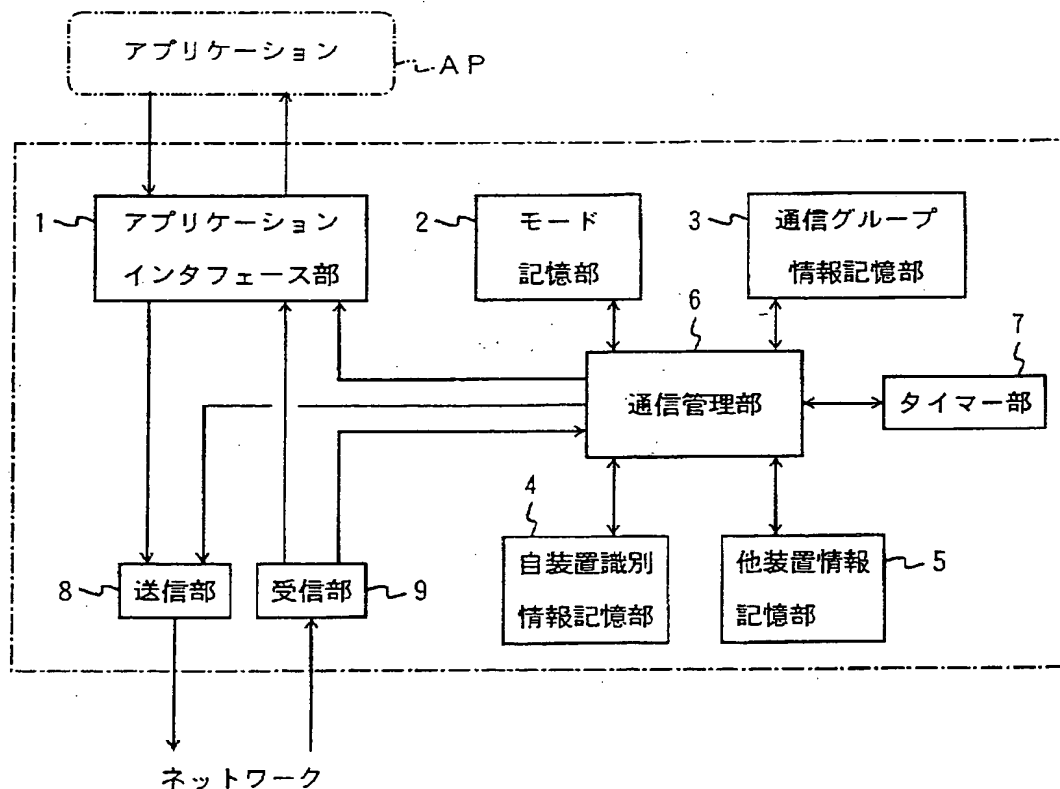 アプリケーション
AP
1
アプリケーション
インタフェース部
2
モード
記憶部
3
通信グループ
情報記憶部
6
通信管理部
7
タイマー部
8
送信部
受信部
9
4
自装置識別
情報記憶部
他装置情報
記憶部
5
ネットワーク